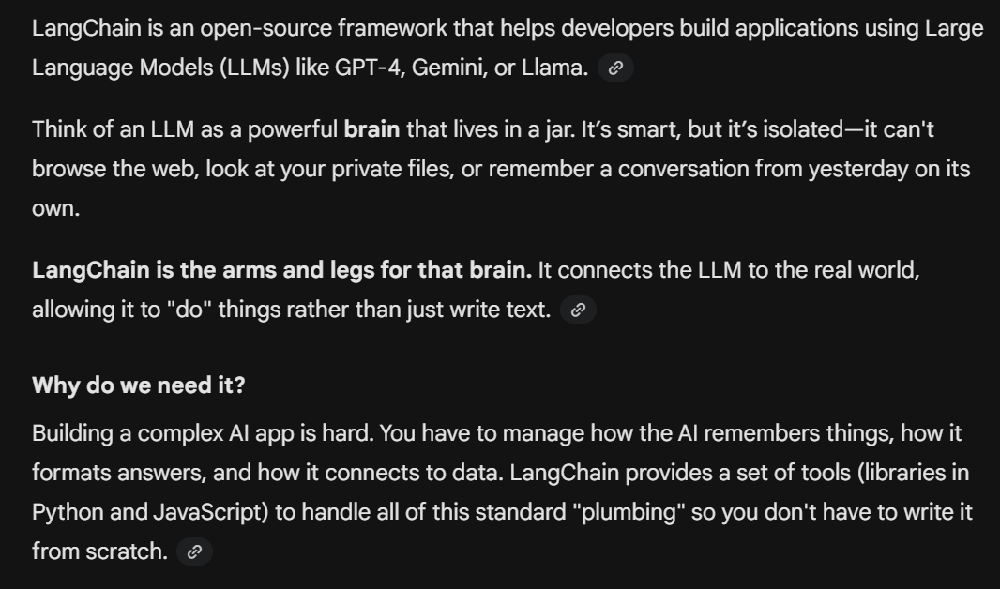 LangChain is an open-source framework that helps developers build applications using Large
Language Models (LLMs) like GPT-4, Gemini, or Llama.
Think of an LLM as a powerful brain that lives in a jar. It’s smart, but it’s isolated—it can't
browse the web, look at your private files, or remember a conversation from yesterday on its
own.
LangChain is the arms and legs for that brain. It connects the LLM to the real world,
allowing it to "do" things rather than just write text.
Why do we need it?
Building a complex AI app is hard. You have to manage how the AI remembers things, how it
formats answers, and how it connects to data. LangChain provides a set of tools (libraries in
Python and JavaScript) to handle all of this standard "plumbing" so you don't have to write it
from scratch.